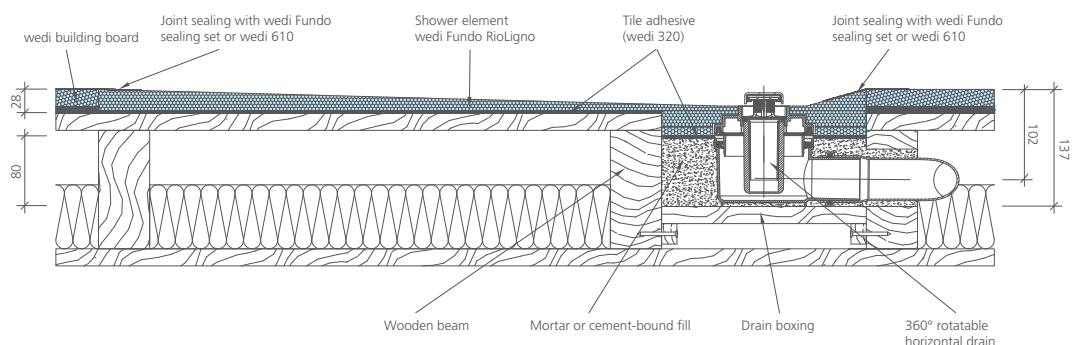 wedi building board
Joint sealing with wedi Fundo
sealing set or wedi 610
Shower element
wedi Fundo RioLigno
Tile adhesive
(wedi 320)
Joint sealing with wedi Fundo
sealing set or wedi 610
28
80
102
137
Wooden beam
Mortar or cement-bound fill
Drain boxing
360° rotatable
horizontal drain